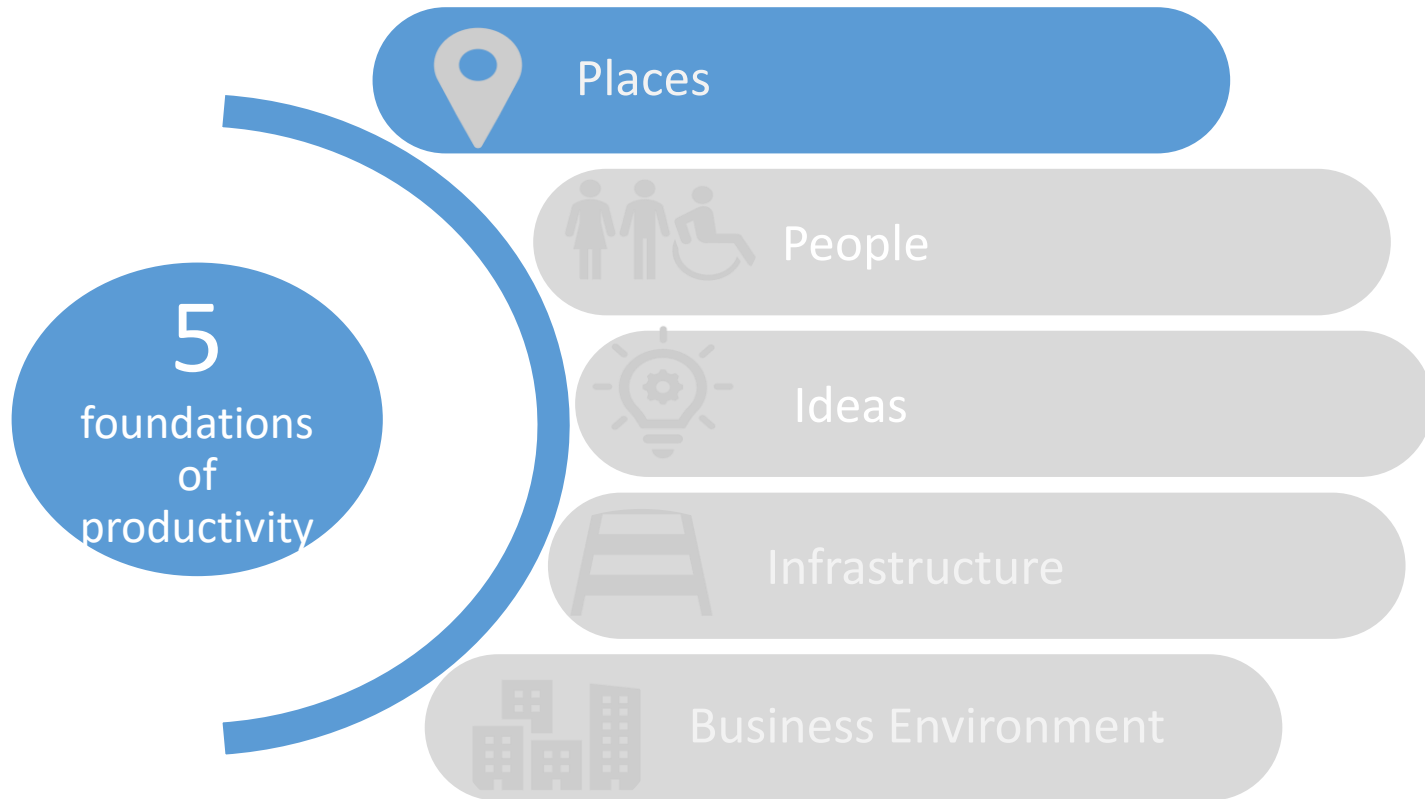 5
foundations
of
productivity
Places
People
Ideas
Infrastructure
Business Environment